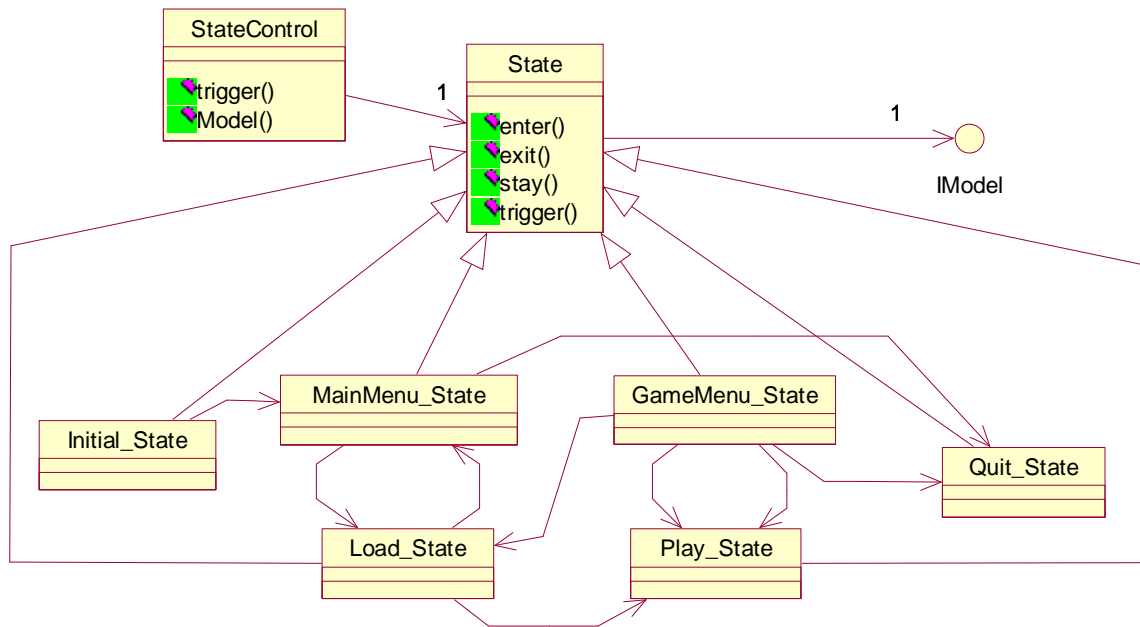 StateControl
trigger()
Model()
1
State
enter()
exit()
stay()
trigger()
1
IModel
MainMenu_State
GameMenu_State
Initial_State
Quit_State
Load_State
Play_State